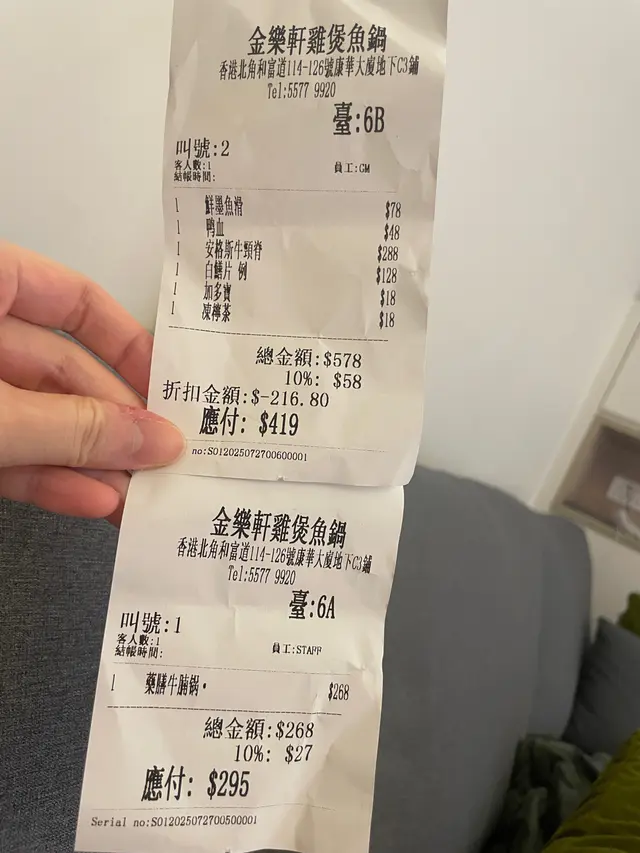 金樂軒雞煲魚鍋
香港北角和富道114-126號康華大廈地下C3鋪
Tel:5577 9920
臺:6B
叫號:2
客人數:1 員工:GM
結帳時間:
1 鮮墨魚滑 $78
1 鸭血 $48
1 安格斯牛頸脊 $288
1 白鱔片 例 $128
1 加多寶 $18
1 凍檸茶 $18
總金額:$578
10%: $58
折扣金額:$-216.80
應付: $419
no:S012025072700600001
金樂軒雞煲魚鍋
香港北角和富道114-126號康華大廈地下C3鋪
Tel:5577 9920
臺:6A
叫號:1
客人數:1 員工:STAFF
結帳時間:
1 藥膳牛腩锅· $268
總金額:$268
10%: $27
應付: $295
Serial no:S012025072700500001